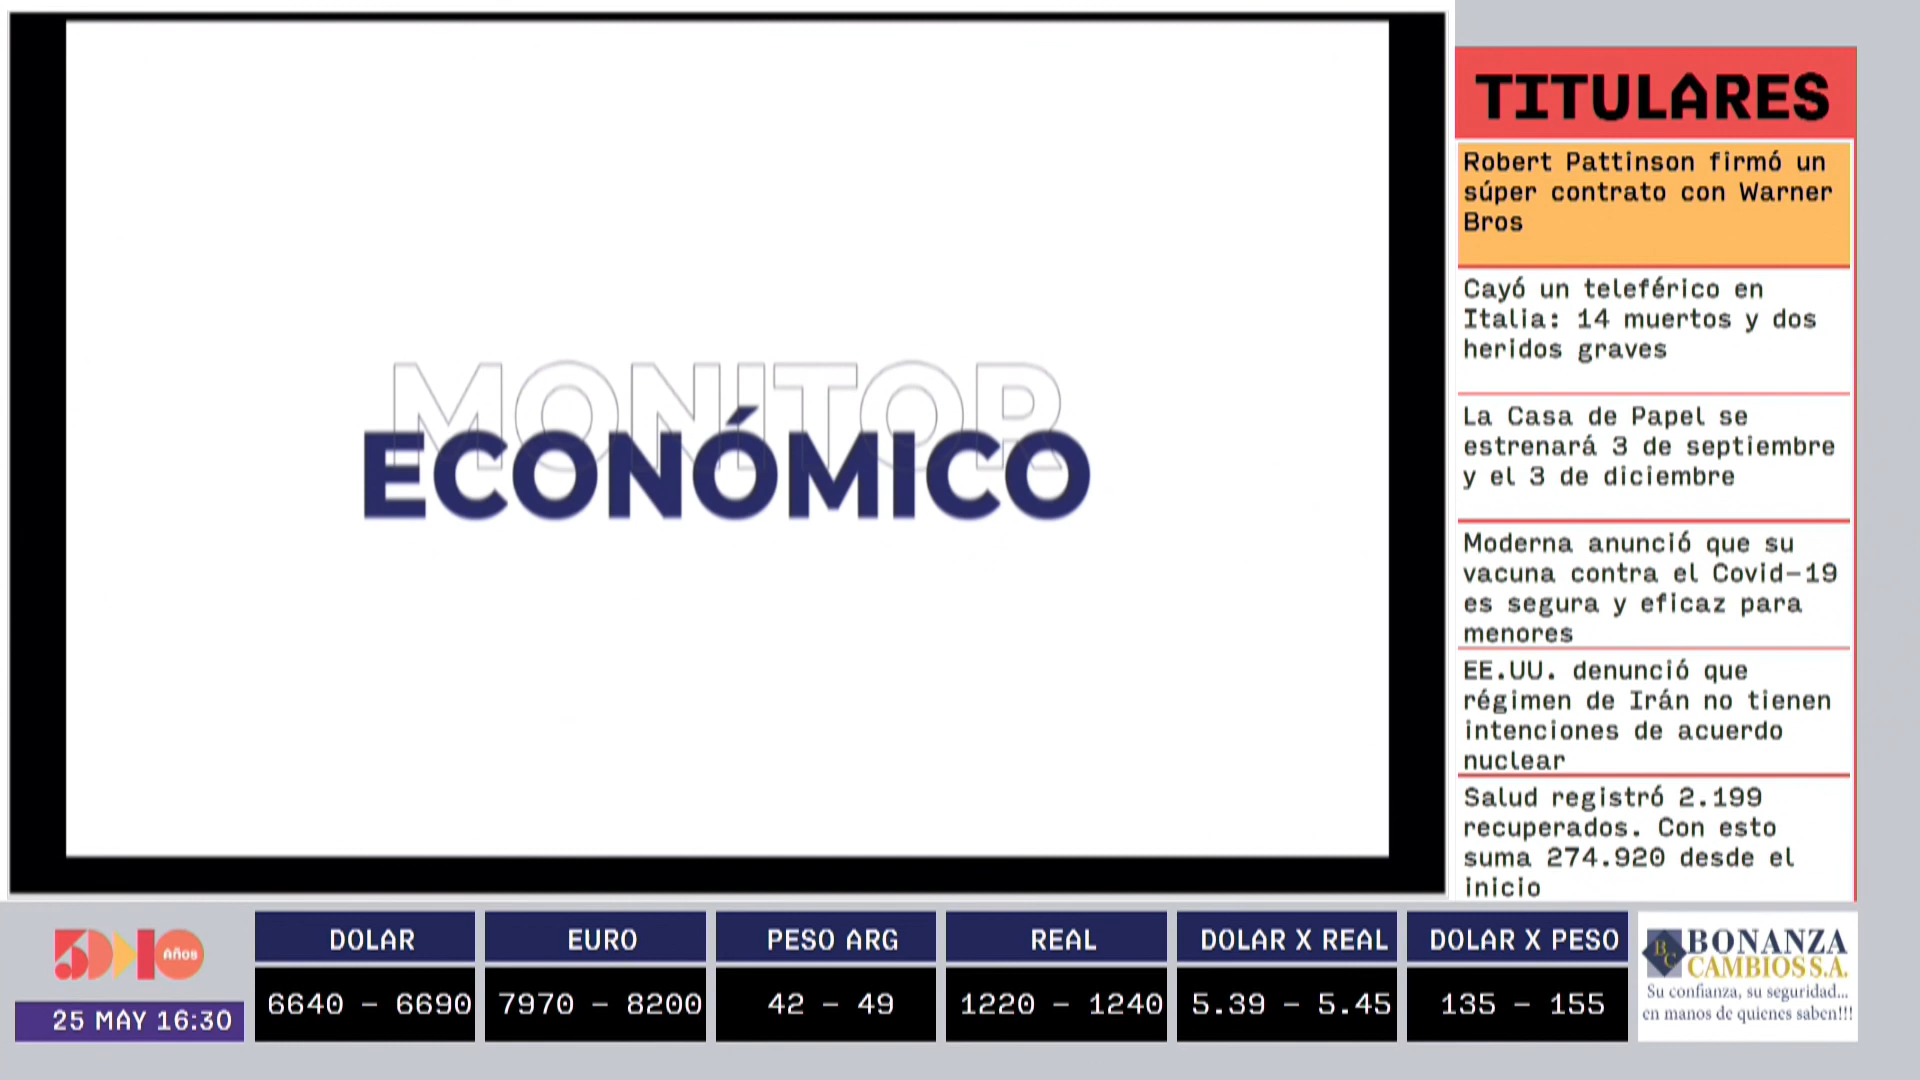 MONITOR
ECONÓMICO
TITULARES
Robert Pattinson firmó un
súper contrato con Warner
Bros
Cayó un teleférico en
Italia: 14 muertos y dos
heridos graves
La Casa de Papel se
estrenará 3 de septiembre
y el 3 de diciembre
Moderna anunció que su
vacuna contra el Covid-19
es segura y eficaz para
menores
EE.UU. denunció que
régimen de Irán no tienen
intenciones de acuerdo
nuclear
Salud registró 2.199
recuperados. Con esto
suma 274.920 desde el
inicio
Años
25 MAY 16:30
DOLAR
6640 - 6690
EURO
7970 - 8200
PESO ARG
42 - 49
REAL
1220 - 1240
DOLAR X REAL
5.39 - 5.45
DOLAR X PESO
135 - 155
BC
BONANZA
CAMBIOS S.A.
Su confianza, su seguridad...
en manos de quienes saben!!!